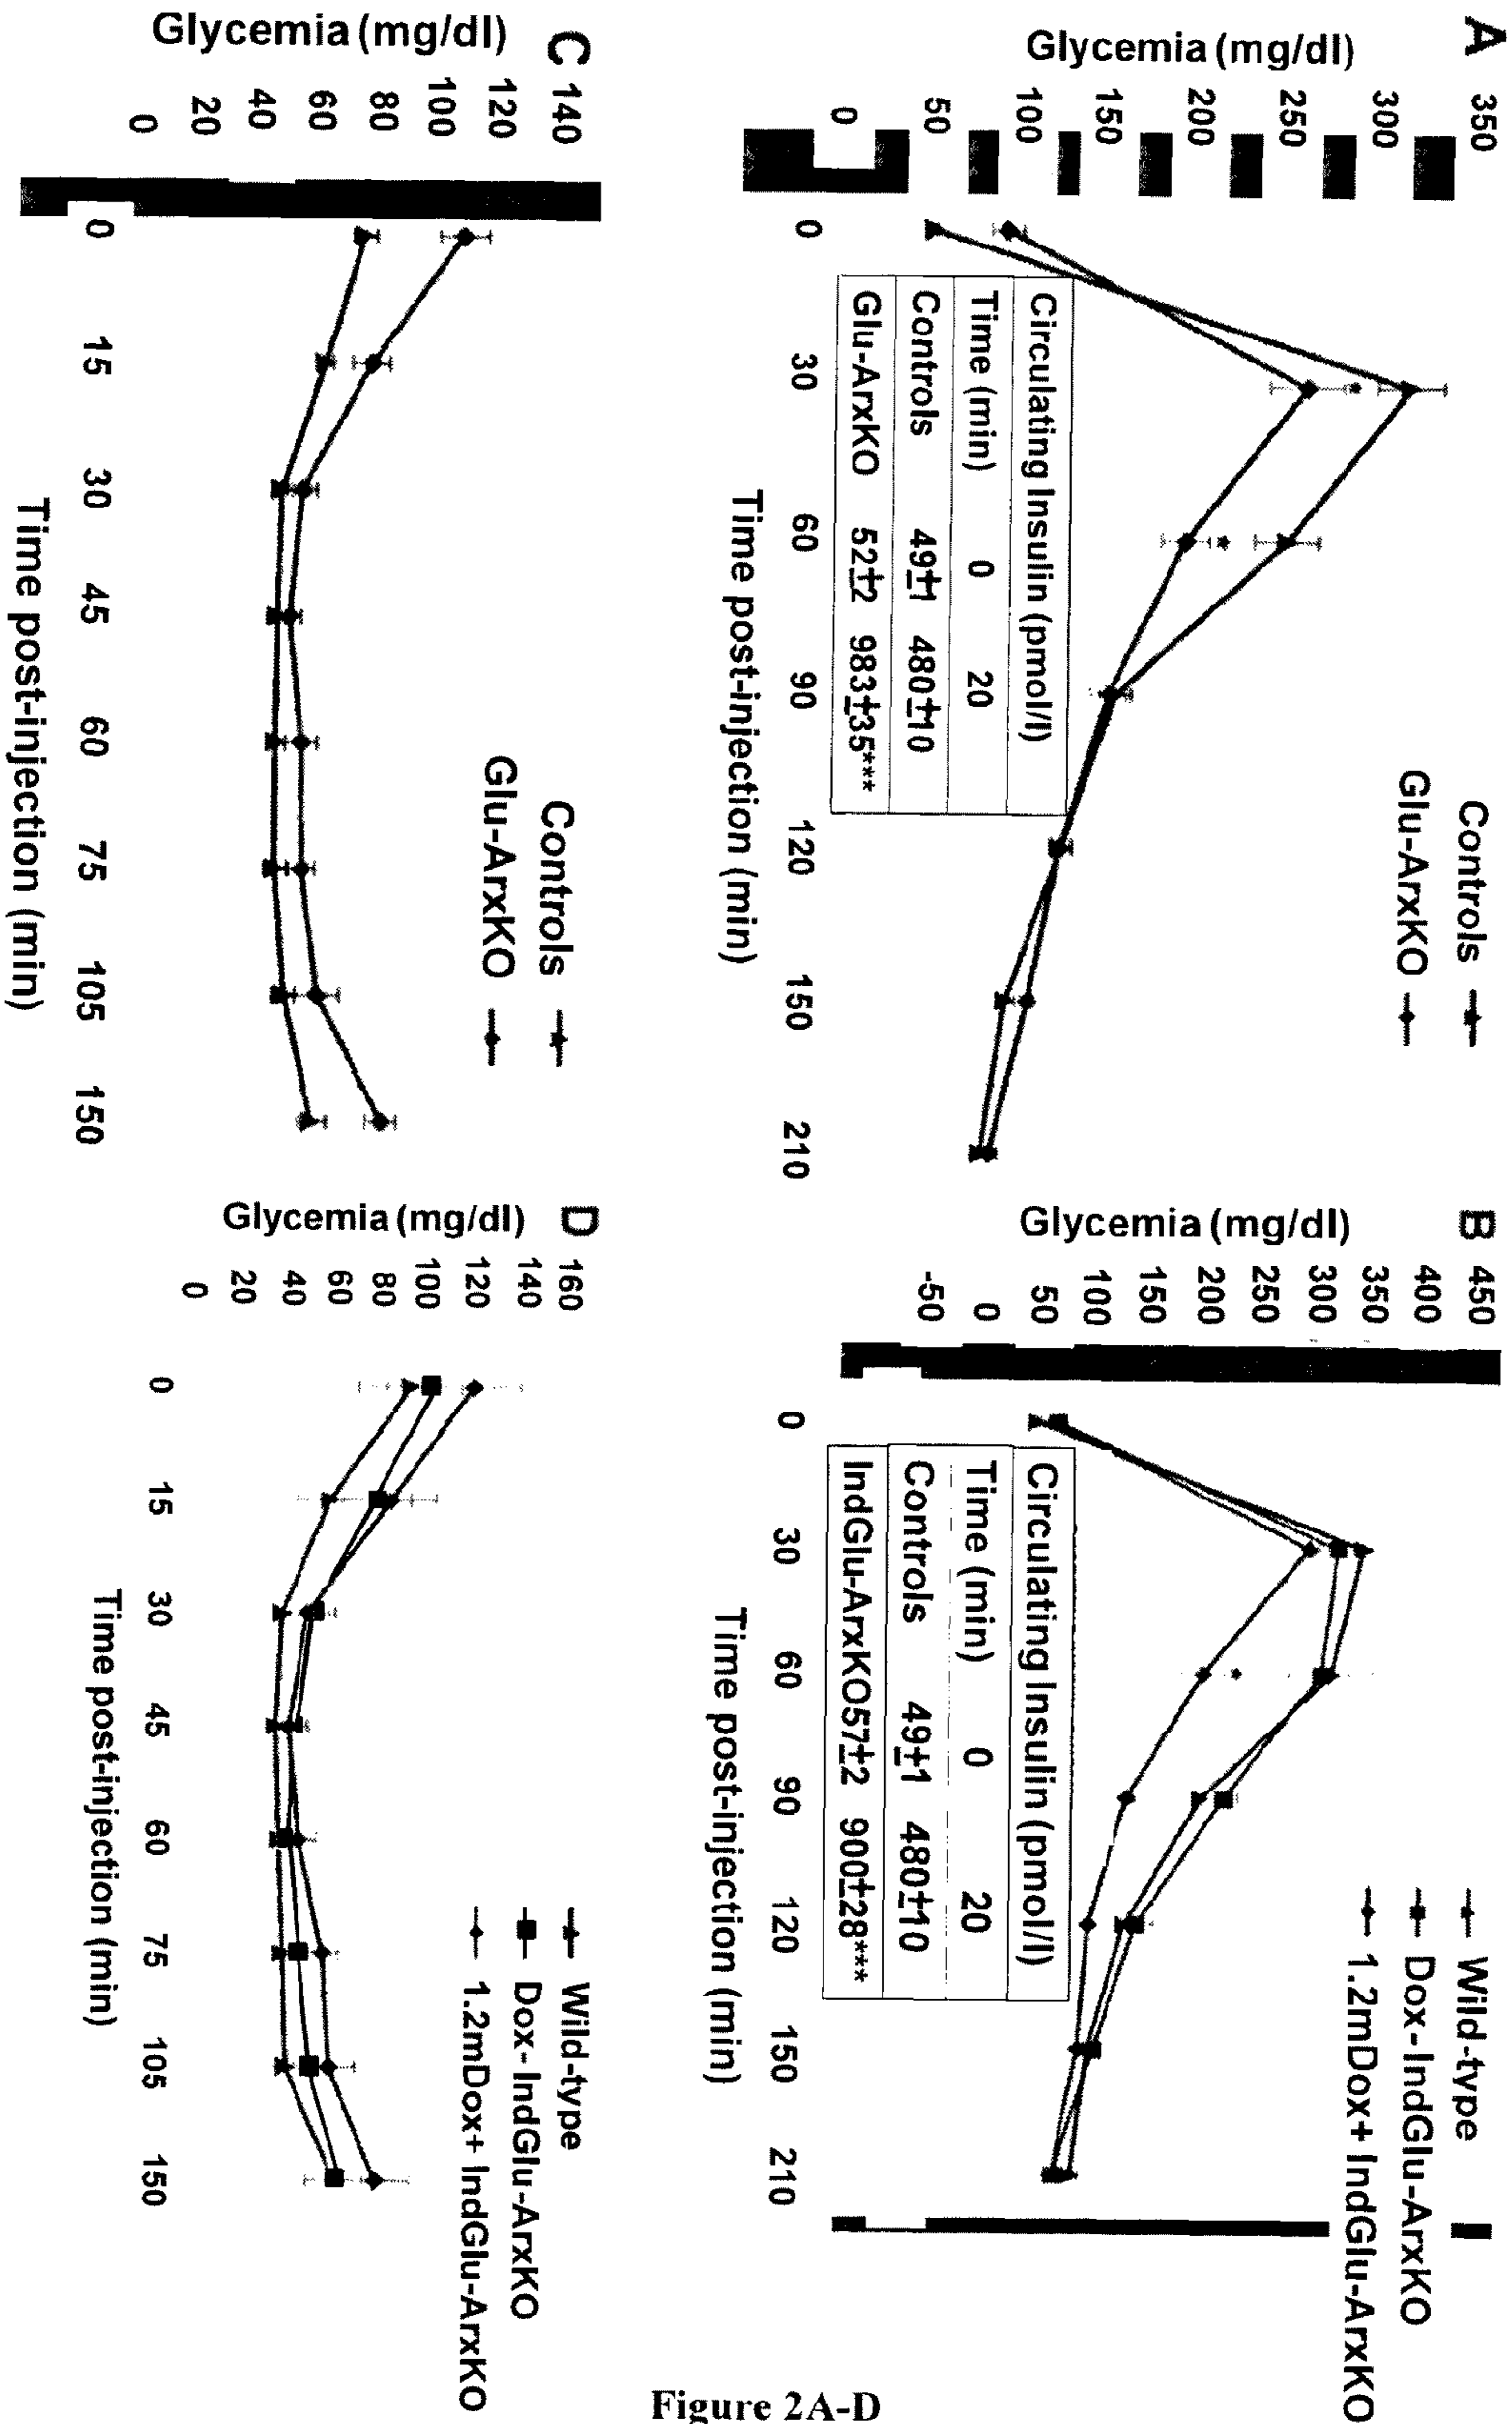 A
Glycemia (mg/dl)
350
300
250
200
150
100
50
0
0 30 60 90 120 150 210
Time post-injection (min)
Controls
Glu-ArxKO
Circulating Insulin (pmol/l)
Time (min) 0 20
Controls 49±1 480±10
Glu-ArxKO 52±2 983±35***
*
*
B
Glycemia (mg/dl)
450
400
350
300
250
200
150
100
50
0
-50
0 30 60 90 120 150 210
Time post-injection (min)
Wild-type
Dox- IndGlu-ArxKO
1.2mDox+ IndGlu-ArxKO
Circulating Insulin (pmol/l)
Time (min) 0 20
Controls 49±1 480±10
IndGlu-ArxKO57±2 900±28***
*
C
Glycemia (mg/dl)
140
120
100
80
60
40
20
0
0 15 30 45 60 75 105 150
Time post-injection (min)
Controls
Glu-ArxKO
D
Glycemia (mg/dl)
160
140
120
100
80
60
40
20
0
0 15 30 45 60 75 105 150
Time post-injection (min)
Wild-type
Dox- IndGlu-ArxKO
1.2mDox+ IndGlu-ArxKO
Figure 2A-D